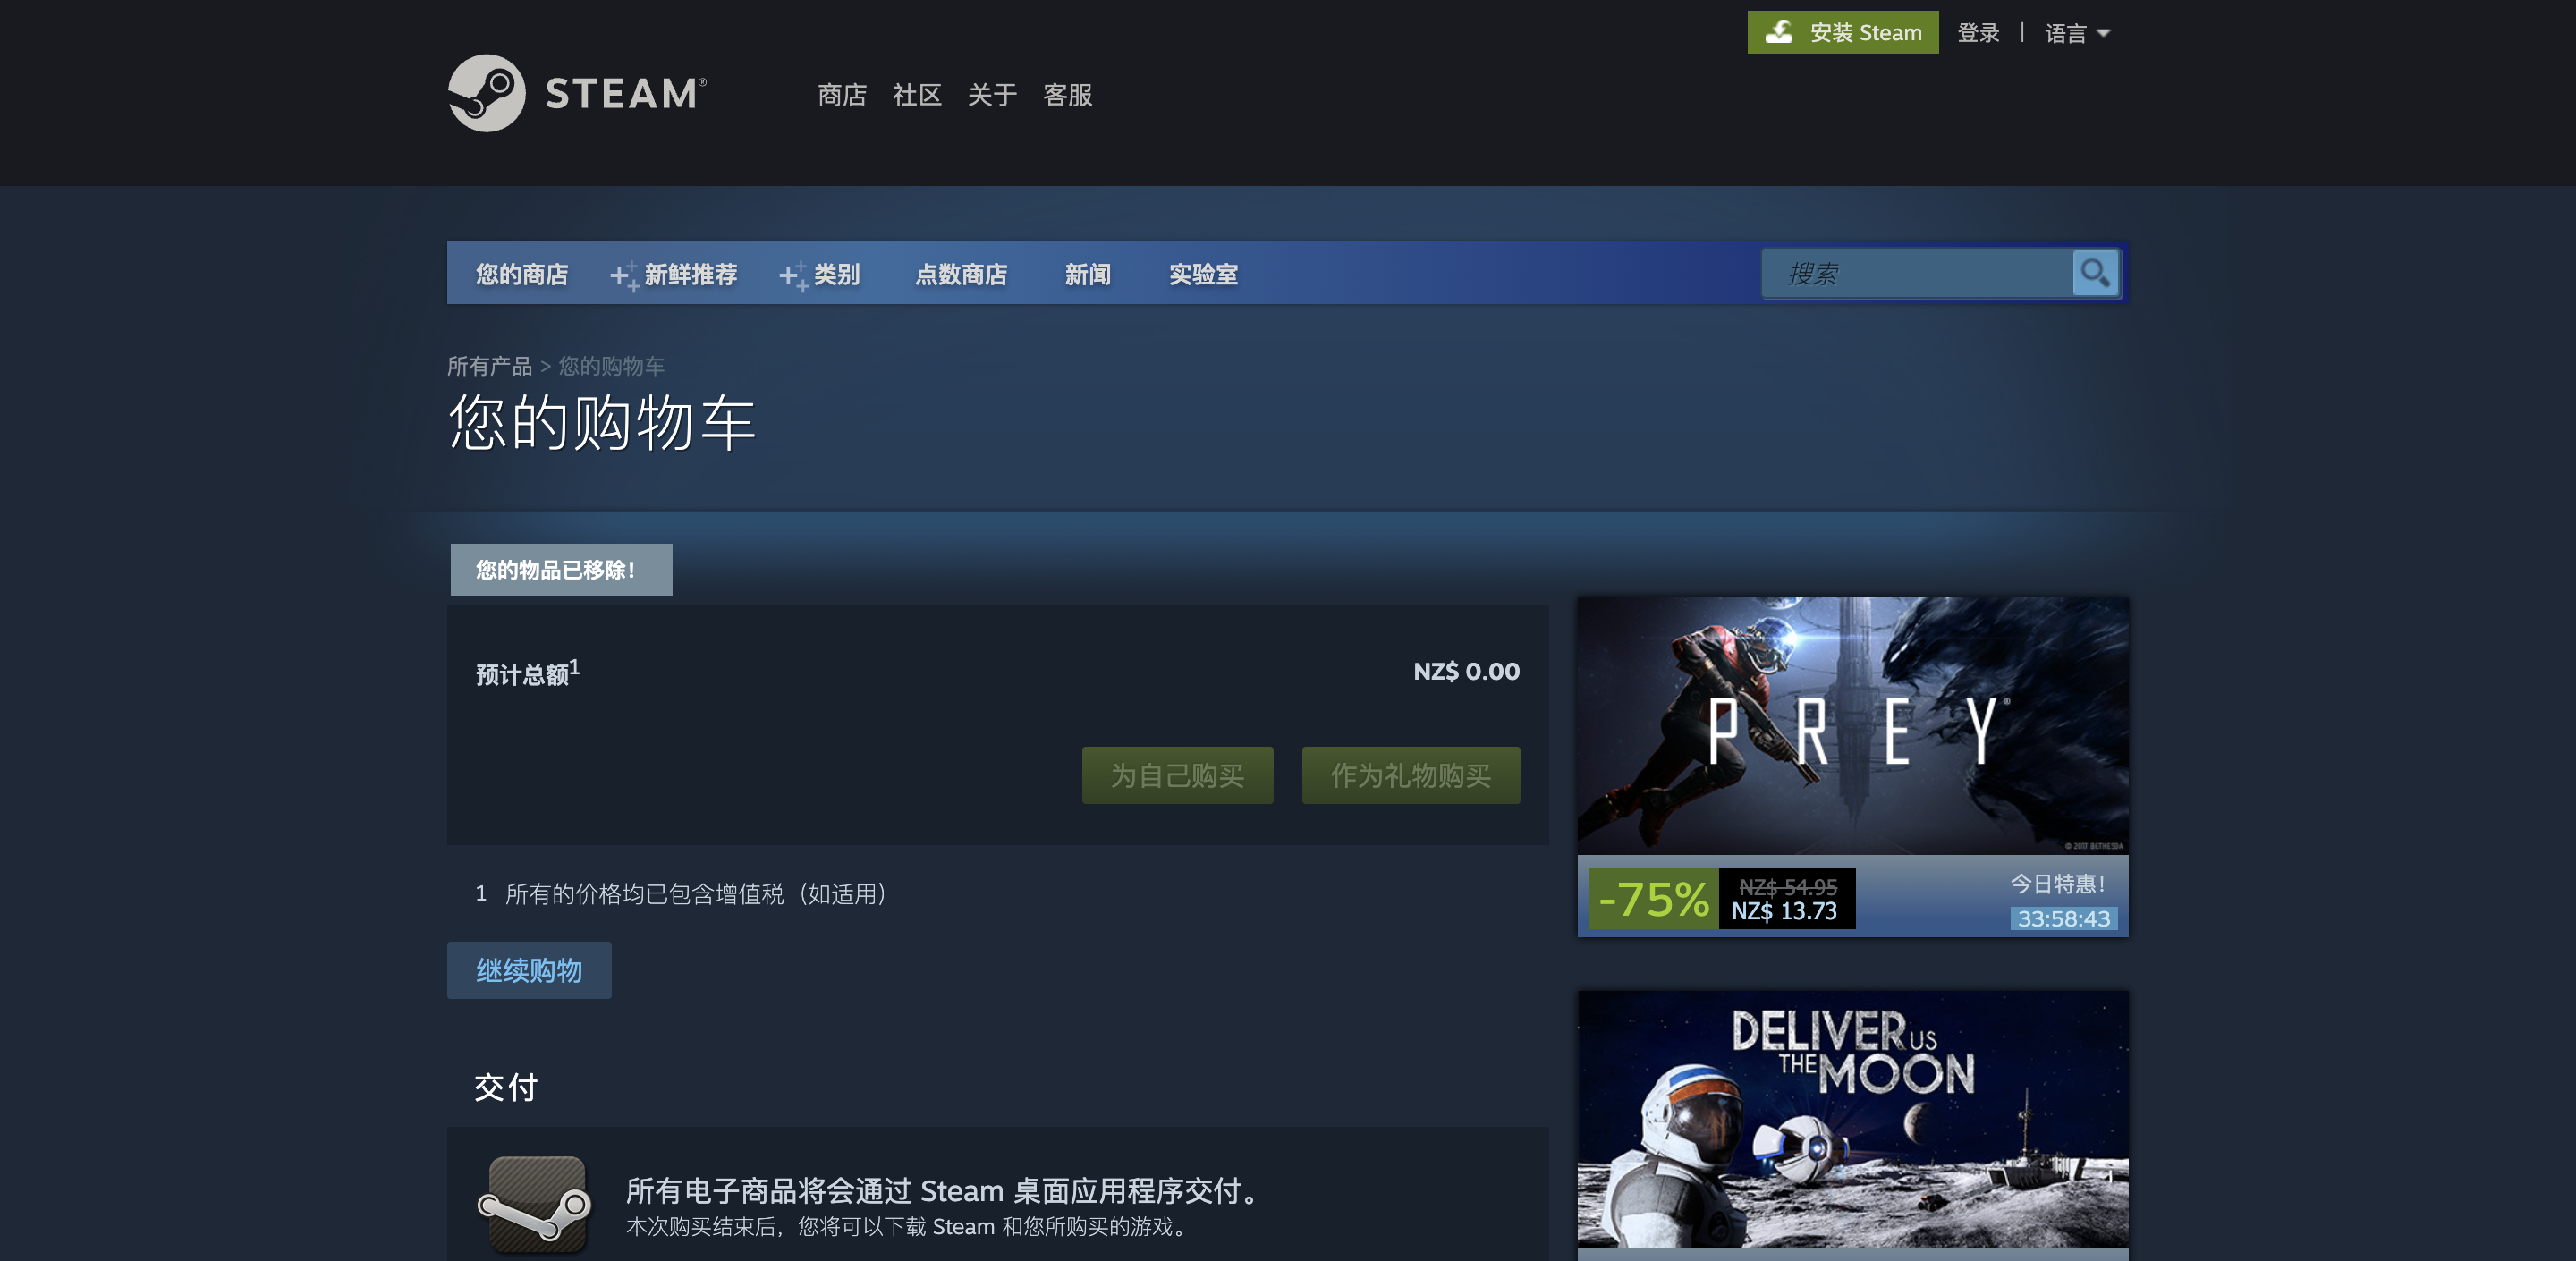 安装 Steam
登录 | 语言
STEAM®
商店 社区 关于 客服
您的商店 新鲜推荐 类别 点数商店 新闻 实验室
搜索
所有产品 > 您的购物车
您的购物车
您的物品已移除!
预计总额1
NZ$ 0.00
为自己购买
作为礼物购买
1 所有的价格均已包含增值税（如适用）
继续购物
交付
所有电子商品将会通过 Steam 桌面应用程序交付。
本次购买结束后，您将可以下载 Steam 和您所购买的游戏。
PREY®
© 2017 BETHESDA
-75%
NZ$ 54.95
NZ$ 13.73
今日特惠!
33:58:43
DELIVER US
THE MOON